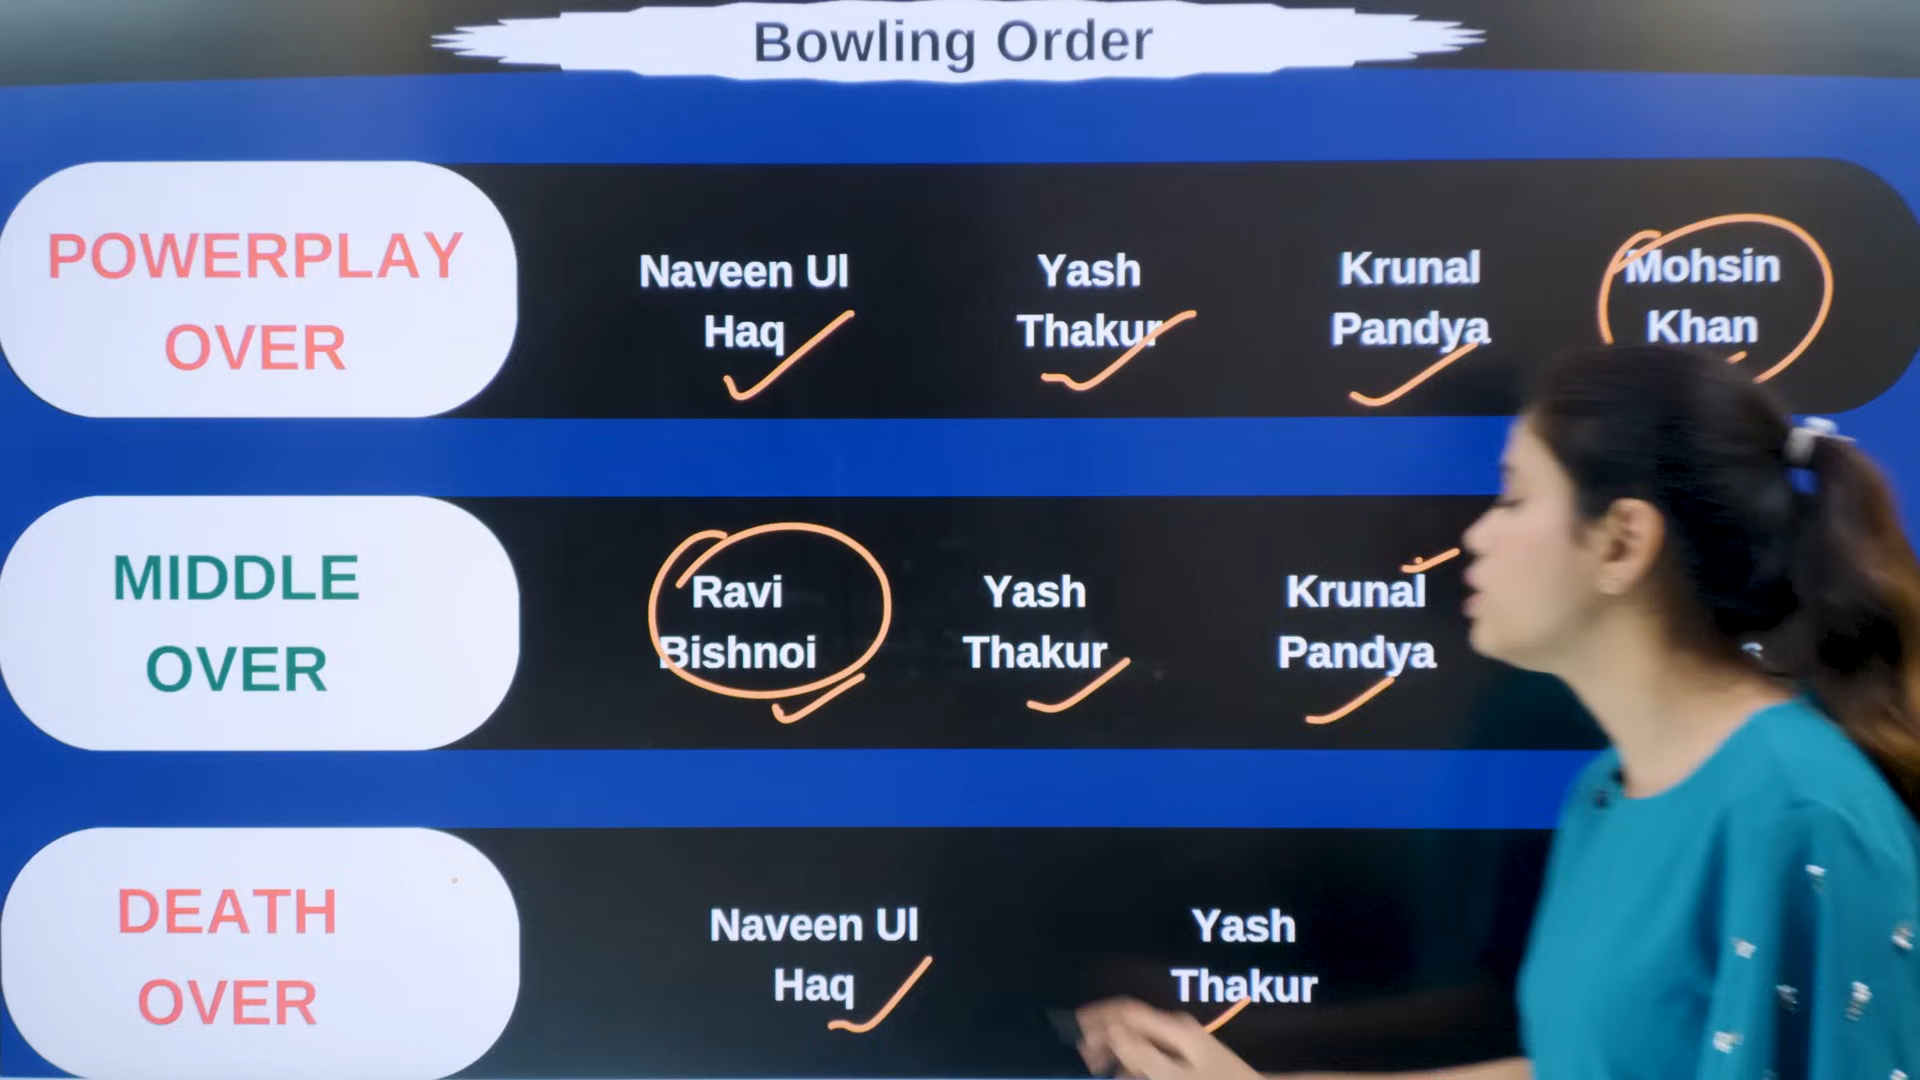 Bowling Order
POWERPLAY
OVER
Naveen Ul
Haq
Yash
Thakur
Krunal
Pandya
Mohsin
Khan
MIDDLE
OVER
Ravi
Bishnoi
Yash
Thakur
Krunal
Pandya
DEATH
OVER
Naveen Ul
Haq
Yash
Thakur